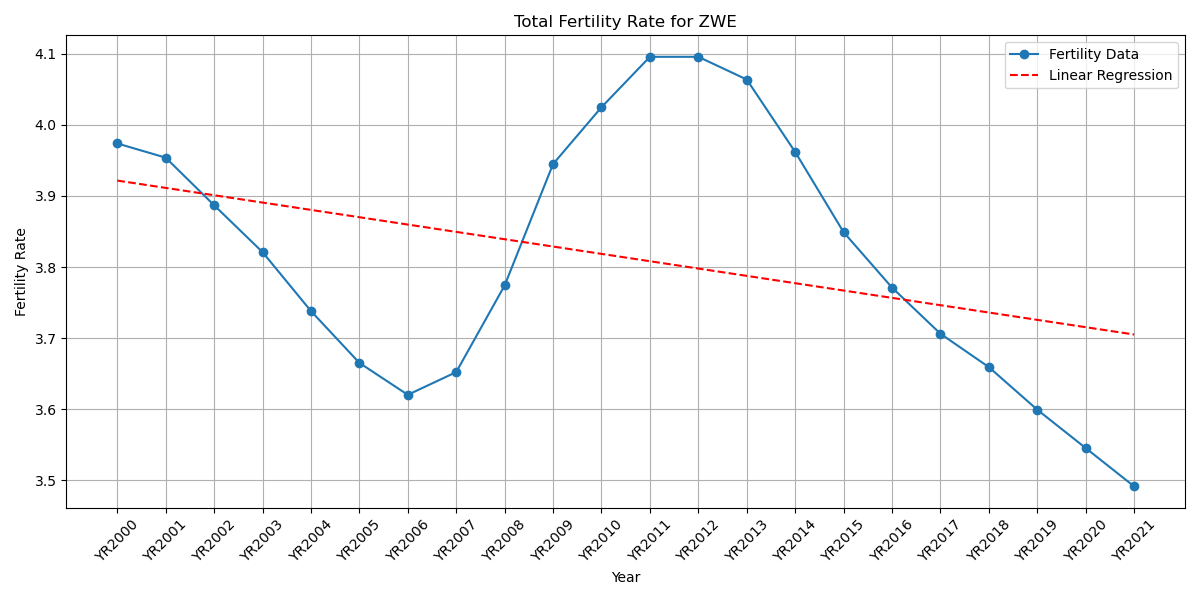 Total Fertility Rate for ZWE
Fertility Data
Linear Regression
Fertility Rate
4.1
4.0
3.9
3.8
3.7
3.6
3.5
YR2000
YR2001
YR2002
YR2003
YR2004
YR2005
YR2006
YR2007
YR2008
YR2009
YR2010
YR2011
YR2012
YR2013
YR2014
YR2015
YR2016
YR2017
YR2018
YR2019
YR2020
YR2021
Year